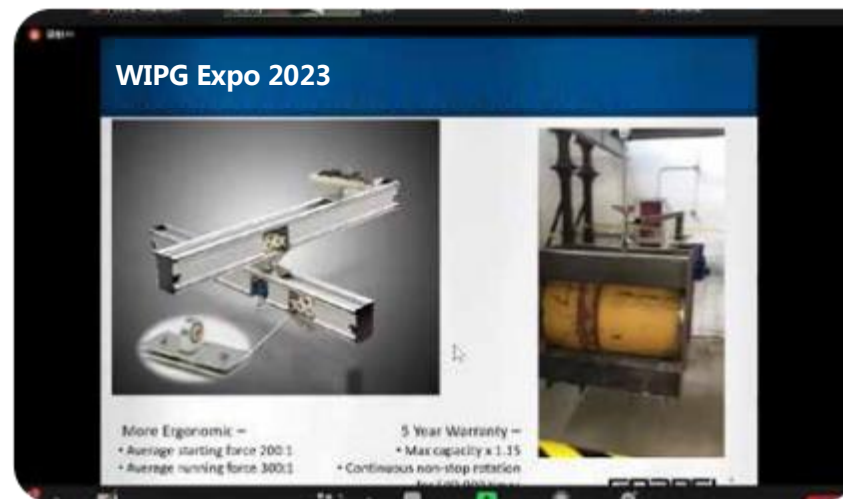 WIPG Expo 2023
More Ergonomic –
• Average starting force 200:1
• Average running force 300:1
5 Year Warranty –
• Max capacity x 1.15
• Continuous non-stop rotation